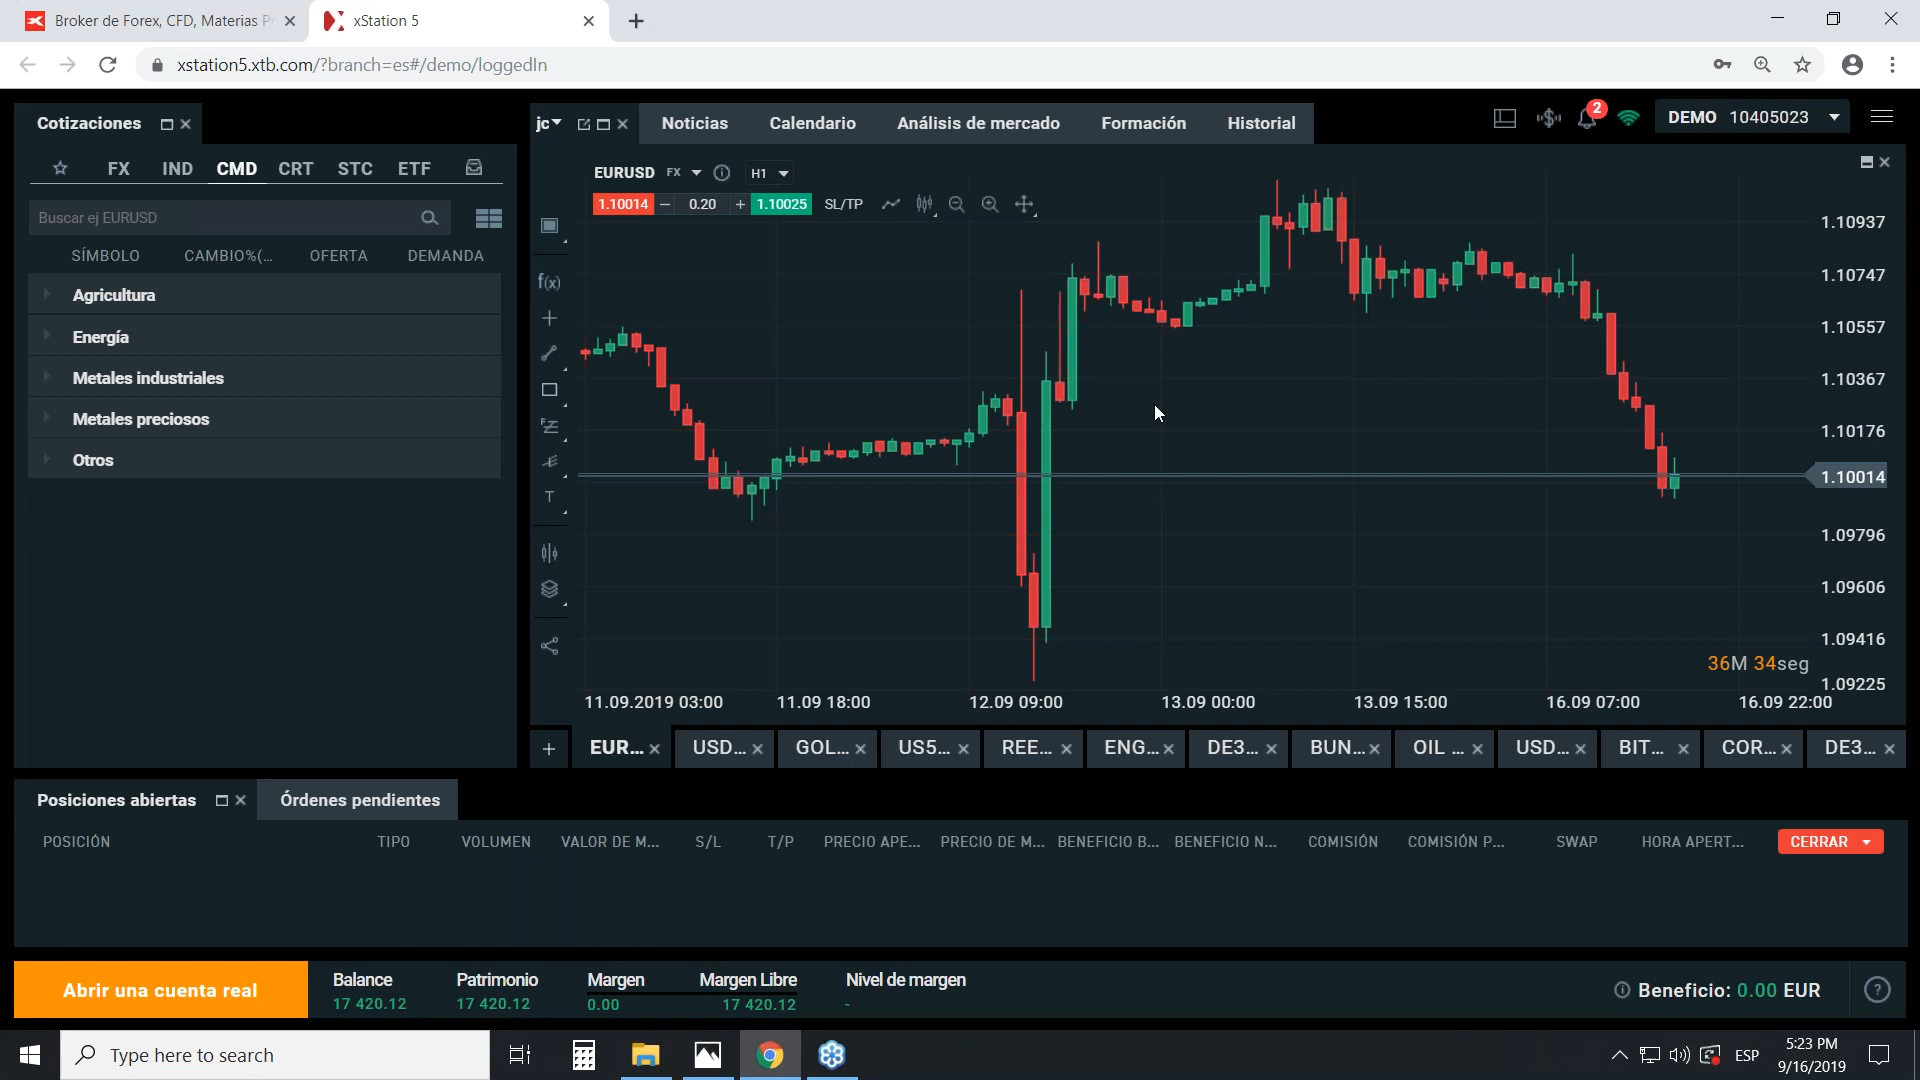 Broker de Forex, CFD, Materias Pr
xStation 5
xstation5.xtb.com/?branch=es#/demo/loggedIn
Cotizaciones
jc
Noticias
Calendario
Análisis de mercado
Formación
Historial
2
DEMO 10405023
FX IND CMD CRT STC ETF
EURUSD FX H1
1.10014 − 0.20 + 1.10025 SL/TP
Buscar ej EURUSD
SÍMBOLO CAMBIO%(... OFERTA DEMANDA
Agricultura
Energía
Metales industriales
Metales preciosos
Otros
f(x)
T
1.10937
1.10747
1.10557
1.10367
1.10176
1.10014
1.09796
1.09606
1.09416
1.09225
36M 34seg
11.09.2019 03:00 11.09 18:00 12.09 09:00 13.09 00:00 13.09 15:00 16.09 07:00 16.09 22:00
EUR... USD... GOL... US5... REE... ENG... DE3... BUN... OIL ... USD... BIT... COR... DE3...
Posiciones abiertas
Órdenes pendientes
POSICIÓN TIPO VOLUMEN VALOR DE M... S/L T/P PRECIO APE... PRECIO DE M... BENEFICIO B... BENEFICIO N... COMISIÓN COMISIÓN P... SWAP HORA APERT... CERRAR
Abrir una cuenta real
Balance Patrimonio Margen Margen Libre Nivel de margen
17 420.12 17 420.12 0.00 17 420.12 -
Beneficio: 0.00 EUR
Type here to search
ESP
5:23 PM
9/16/2019